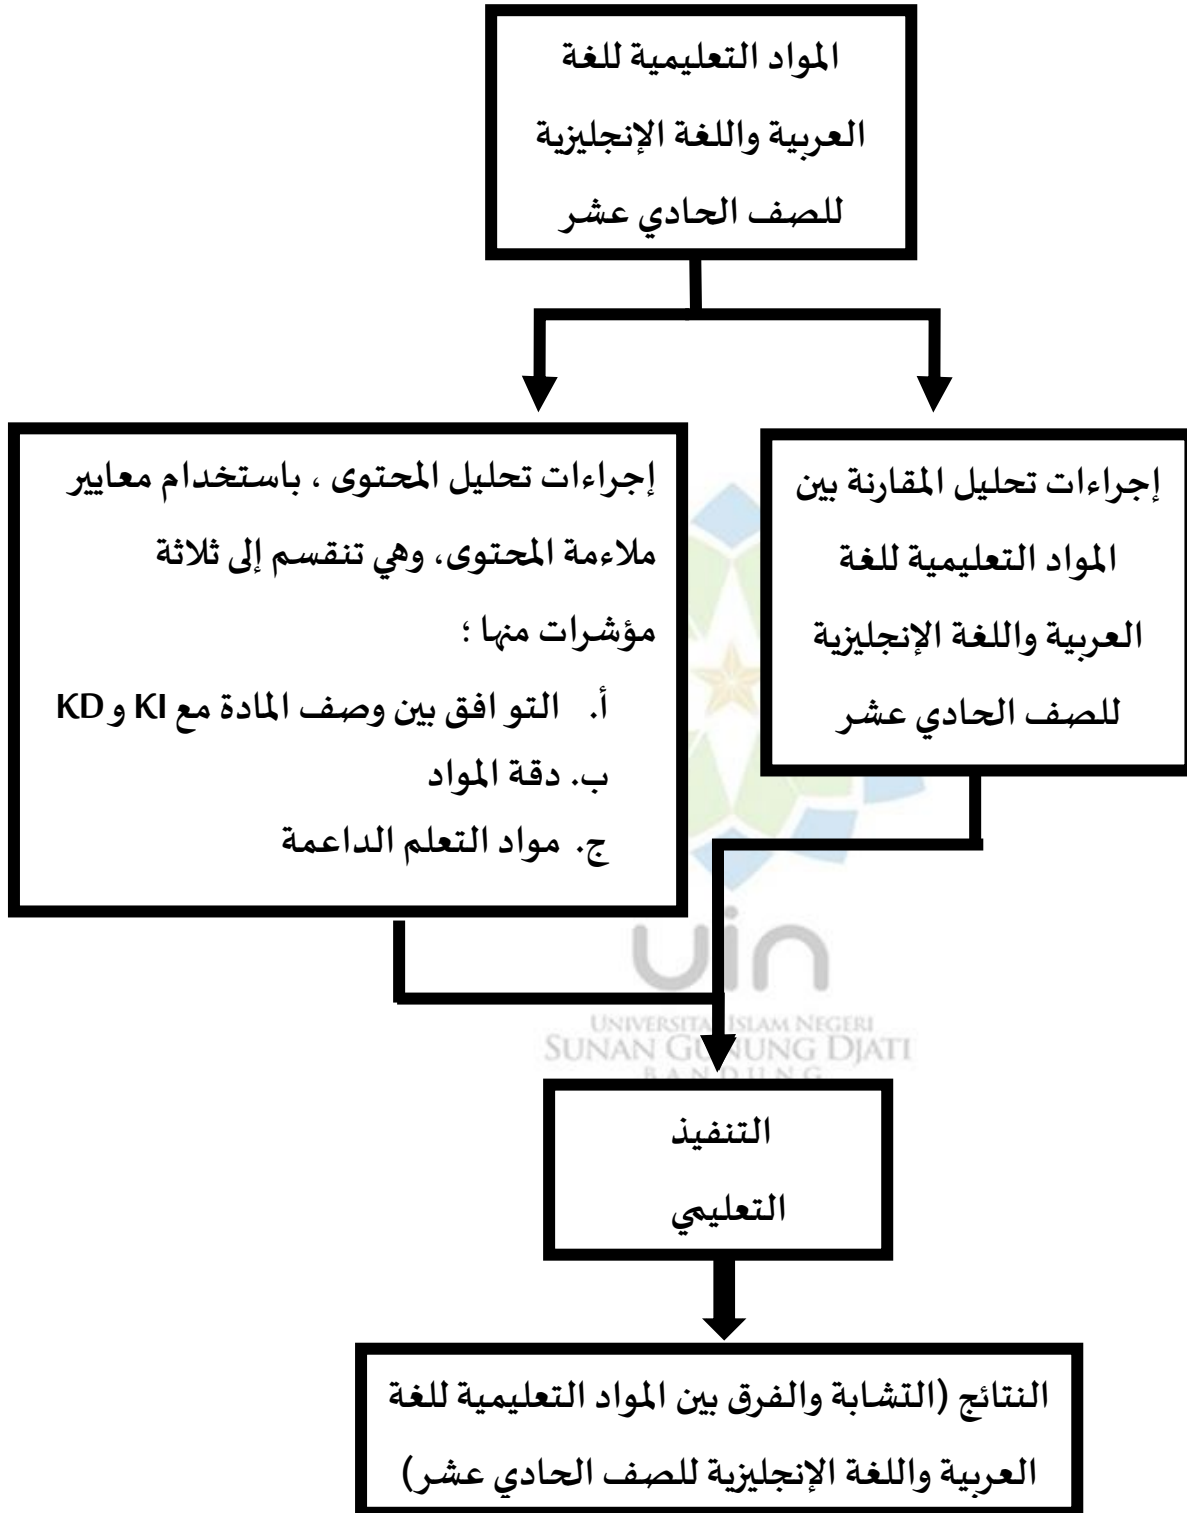 المواد التعليمية للغة
العربية واللغة الإنجليزية
للصف الحادي عشر
إجراءات تحليل المقارنة بين
المواد التعليمية للغة
العربية واللغة الإنجليزية
للصف الحادي عشر
إجراءات تحليل المحتوى ، باستخدام معايير
ملاءمة المحتوى، وهي تنقسم إلى ثلاثة
مؤشرات منها ؛
أ. التو افق بين وصف المادة مع KI و KD
ب. دقة المواد
ج. مواد التعلم الداعمة
uin
UNIVERSITAS ISLAM NEGERI
SUNAN GUNUNG DJATI
BANDUNG
التنفيذ
التعليمي
النتائج (التشابة والفرق بين المواد التعليمية للغة
العربية واللغة الإنجليزية للصف الحادي عشر)